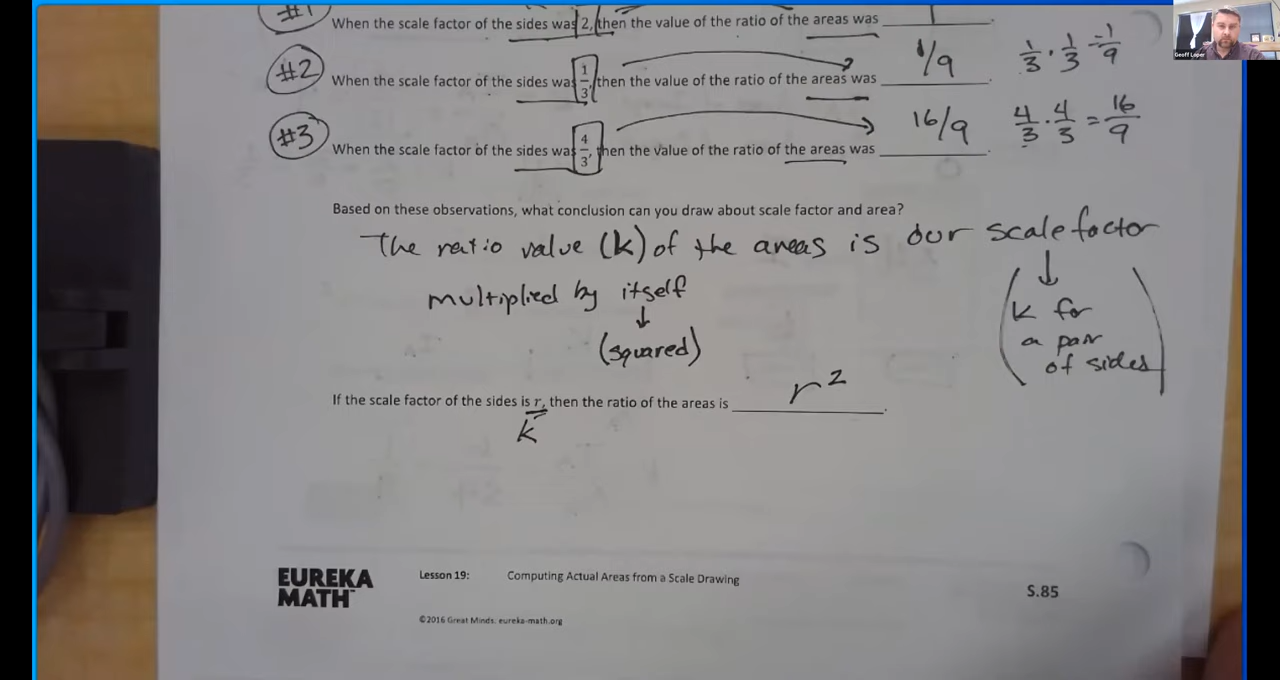 #1 When the scale factor of the sides was 2, then the value of the ratio of the areas was ___.
Geoff Loper
#2 When the scale factor of the sides was 1/3, then the value of the ratio of the areas was 1/9. 1/3 · 1/3 = 1/9
#3 When the scale factor of the sides was 4/3, then the value of the ratio of the areas was 16/9. 4/3 · 4/3 = 16/9
Based on these observations, what conclusion can you draw about scale factor and area?
The ratio value (k) of the areas is our scale factor
multiplied by itself
(squared)
(k for
a pair
of sides)
If the scale factor of the sides is r, then the ratio of the areas is r².
k
EUREKA
MATH™
Lesson 19: Computing Actual Areas from a Scale Drawing
S.85
©2016 Great Minds. eureka-math.org